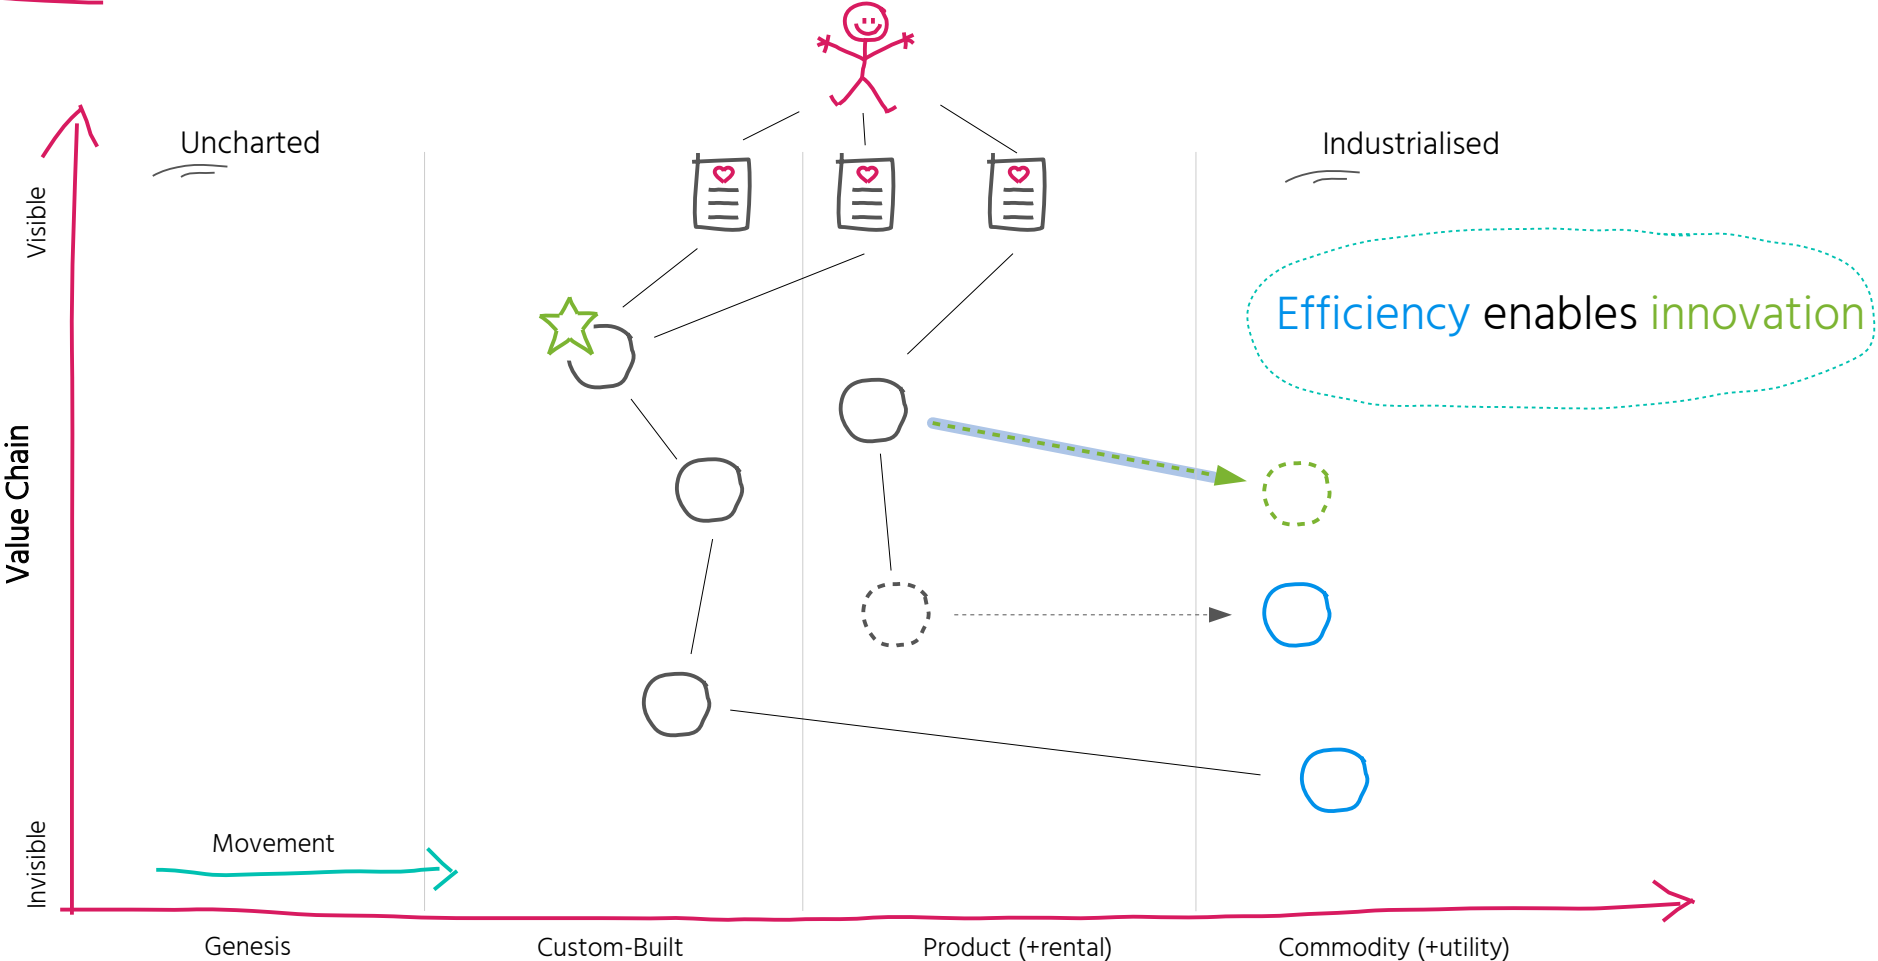 Uncharted
Industrialised
Visible
Efficiency enables innovation
Value Chain
Movement
Invisible
Genesis
Custom-Built
Product (+rental)
Commodity (+utility)